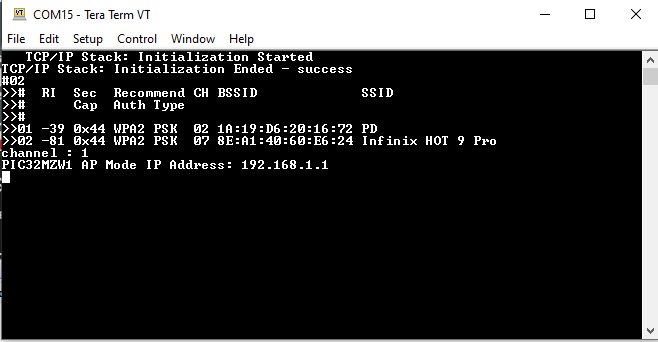 COM15 - Tera Term VT
File Edit Setup Control Window Help
TCP/IP Stack: Initialization Started
TCP/IP Stack: Initialization Ended - success
#02
>># RI Sec Recommend CH BSSID SSID
>># Cap Auth Type
>>#
>>01 -39 0x44 WPA2 PSK 02 1A:19:D6:20:16:72 PD
>>02 -81 0x44 WPA2 PSK 07 8E:A1:40:60:E6:24 Infinix HOT 9 Pro
channel : 1
PIC32MZW1 AP Mode IP Address: 192.168.1.1